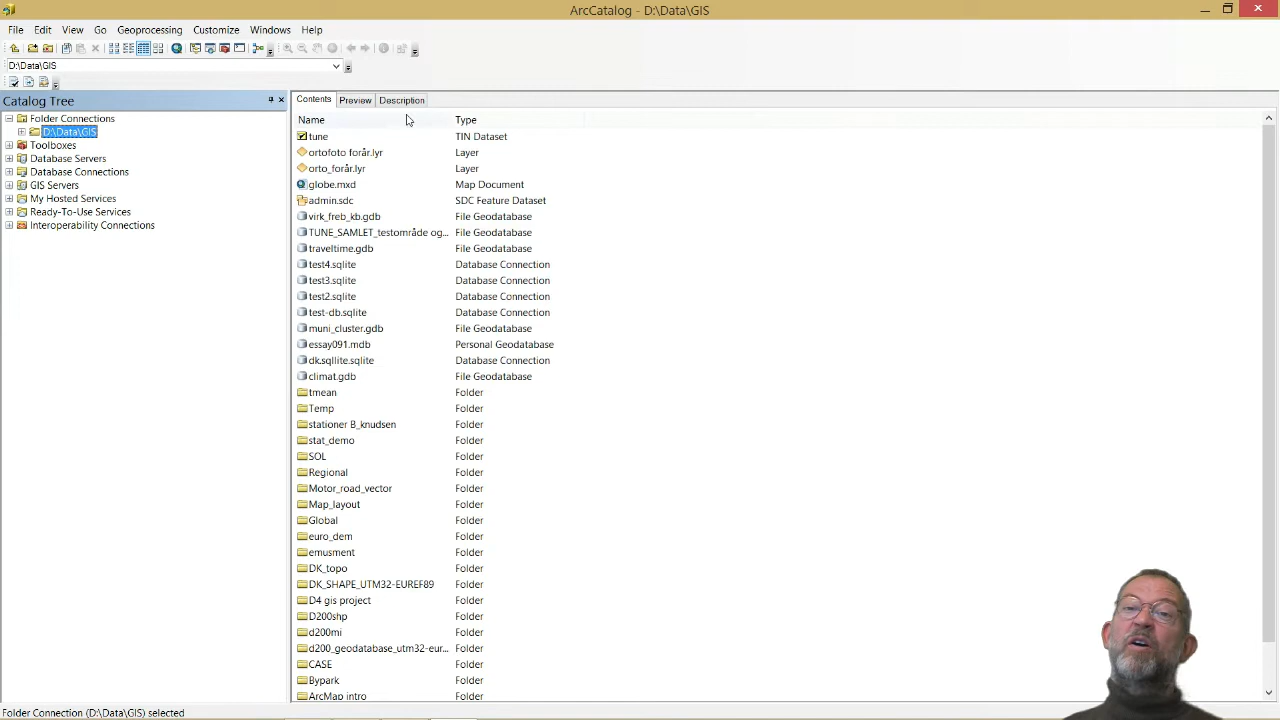 ArcCatalog - D:\Data\GIS
File Edit View Go Geoprocessing Customize Windows Help
D:\Data\GIS
Catalog Tree
Folder Connections
D:\Data\GIS
Toolboxes
Database Servers
Database Connections
GIS Servers
My Hosted Services
Ready-To-Use Services
Interoperability Connections
Contents Preview Description
Name Type
tune TIN Dataset
ortofoto forår.lyr Layer
orto_forår.lyr Layer
globe.mxd Map Document
admin.sdc SDC Feature Dataset
virk_freb_kb.gdb File Geodatabase
TUNE_SAMLET_testområde og... File Geodatabase
traveltime.gdb File Geodatabase
test4.sqlite Database Connection
test3.sqlite Database Connection
test2.sqlite Database Connection
test-db.sqlite Database Connection
muni_cluster.gdb File Geodatabase
essay091.mdb Personal Geodatabase
dk.sqllite.sqlite Database Connection
climat.gdb File Geodatabase
tmean Folder
Temp Folder
stationer B_knudsen Folder
stat_demo Folder
SOL Folder
Regional Folder
Motor_road_vector Folder
Map_layout Folder
Global Folder
euro_dem Folder
emusment Folder
DK_topo Folder
DK_SHAPE_UTM32-EUREF89 Folder
D4 gis project Folder
D200shp Folder
d200mi Folder
d200_geodatabase_utm32-eur... Folder
CASE Folder
Bypark Folder
ArcMap intro Folder
Folder Connection (D:\Data\GIS) selected